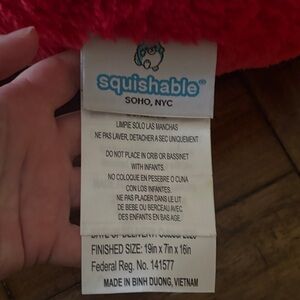 squishable®
SOHO, NYC
LIMPIE SOLO LAS MANCHAS
NE PAS LAVER, DETACHER A SEC UNIQUEMENT
DO NOT PLACE IN CRIB OR BASSINET
WITH INFANTS.
NO COLOQUE EN PESEBRE O CUNA
CON LOS INFANTES.
NE PAS PLACER DANS LE LIT
DE BEBE OU BERCEAU AVEC
DES ENFANTS EN BAS AGE.
DATE OF DELIVERY:
FINISHED SIZE: 19in x 7in x 16in
Federal Reg. No. 141577
MADE IN BINH DUONG, VIETNAM